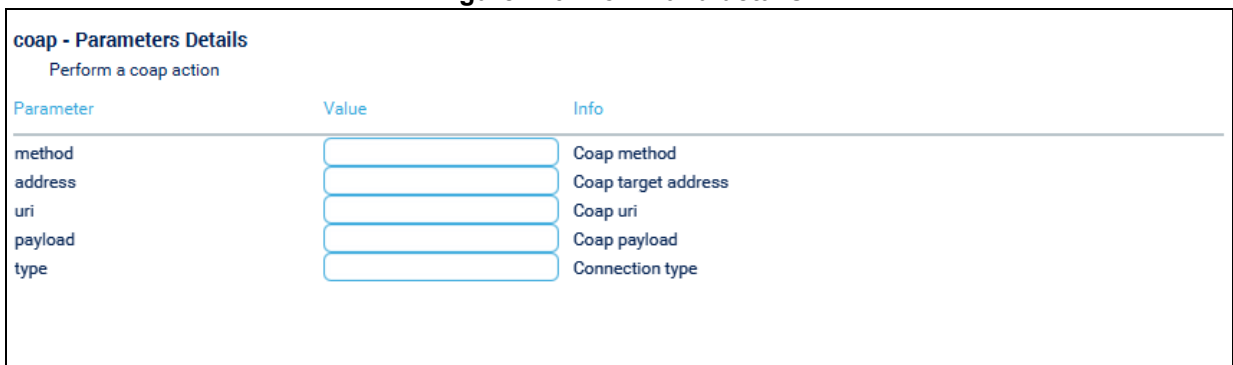 coap - Parameters Details
Perform a coap action
Parameter Value Info
method Coap method
address Coap target address
uri Coap uri
payload Coap payload
type Connection type